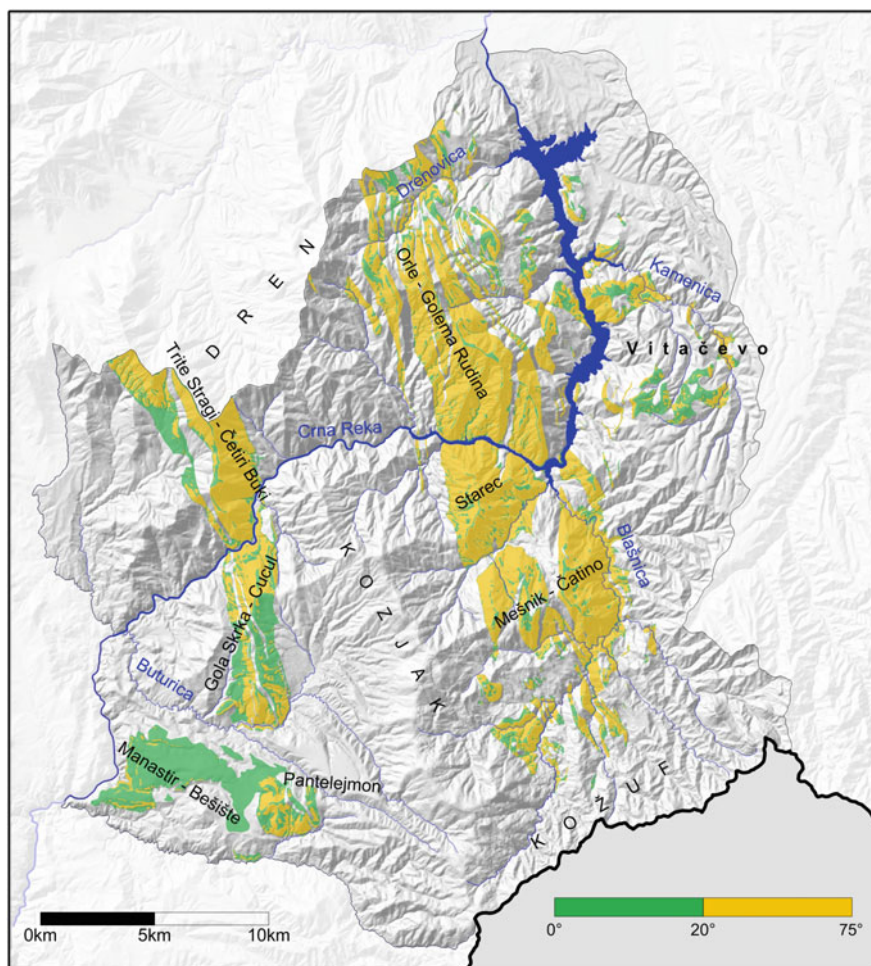 Drenovica
Kamenica
D R E N
Orle - Golema Rudina
Vitačevo
Trite Stragi - Četiri Buki
Crna Reka
Starec
Blašnica
K O Z J A K
Mešnik - Čatino
Gola Skrka - Cucul
Buturica
Manastir - Bešište
Pantelejmon
K O Ž U F
0km 5km 10km
0° 20° 75°